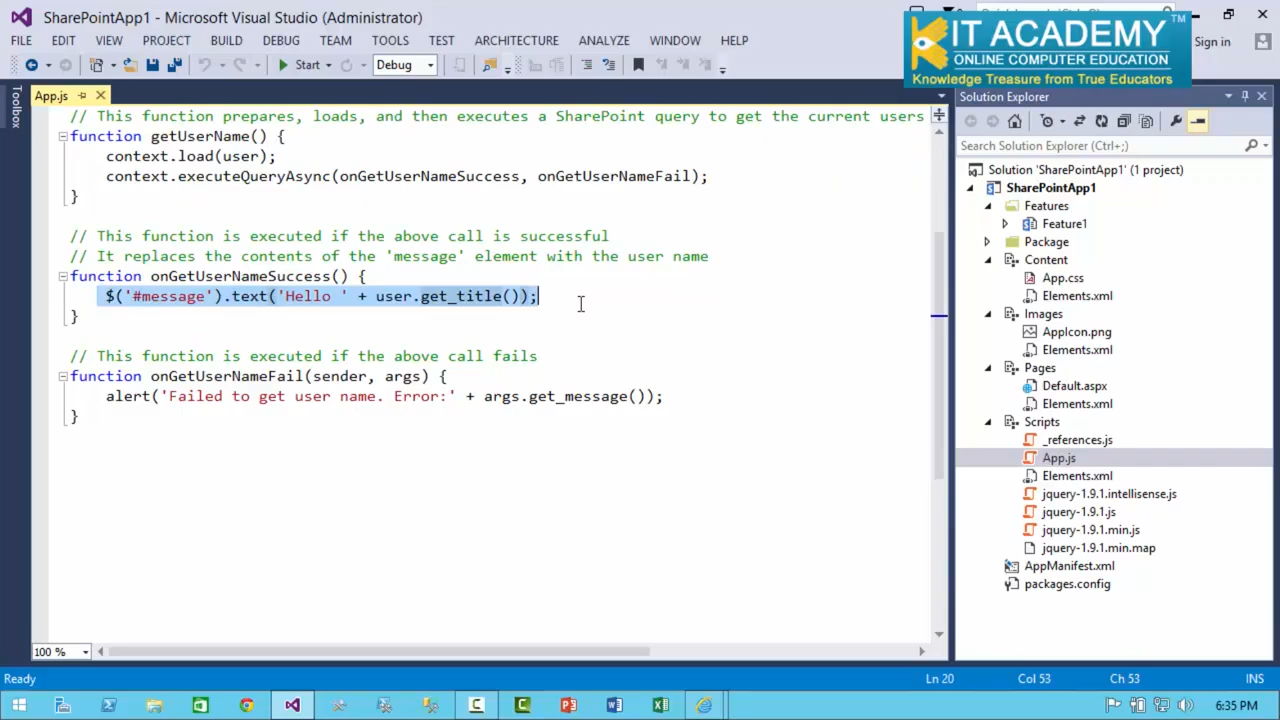 SharePointApp1 - Microsoft Visual Studio (Administrator)
FILE EDIT VIEW PROJECT BUILD DEBUG TEAM TOOLS TEST ARCHITECTURE ANALYZE WINDOW HELP
Sign in
Start Debug
KIT ACADEMY TM
ONLINE COMPUTER EDUCATION
Knowledge Treasure from True Educators
Toolbox
App.js
// This function prepares, loads, and then executes a SharePoint query to get the current users
function getUserName() {
context.load(user);
context.executeQueryAsync(onGetUserNameSuccess, onGetUserNameFail);
}
// This function is executed if the above call is successful
// It replaces the contents of the 'message' element with the user name
function onGetUserNameSuccess() {
$('#message').text('Hello ' + user.get_title());
}
// This function is executed if the above call fails
function onGetUserNameFail(sender, args) {
alert('Failed to get user name. Error:' + args.get_message());
}
100 %
Solution Explorer
Search Solution Explorer (Ctrl+;)
Solution 'SharePointApp1' (1 project)
SharePointApp1
Features
Feature1
Package
Content
App.css
Elements.xml
Images
AppIcon.png
Elements.xml
Pages
Default.aspx
Elements.xml
Scripts
_references.js
App.js
Elements.xml
jquery-1.9.1.intellisense.js
jquery-1.9.1.js
jquery-1.9.1.min.js
jquery-1.9.1.min.map
AppManifest.xml
packages.config
Ready Ln 20 Col 53 Ch 53 INS
6:35 PM